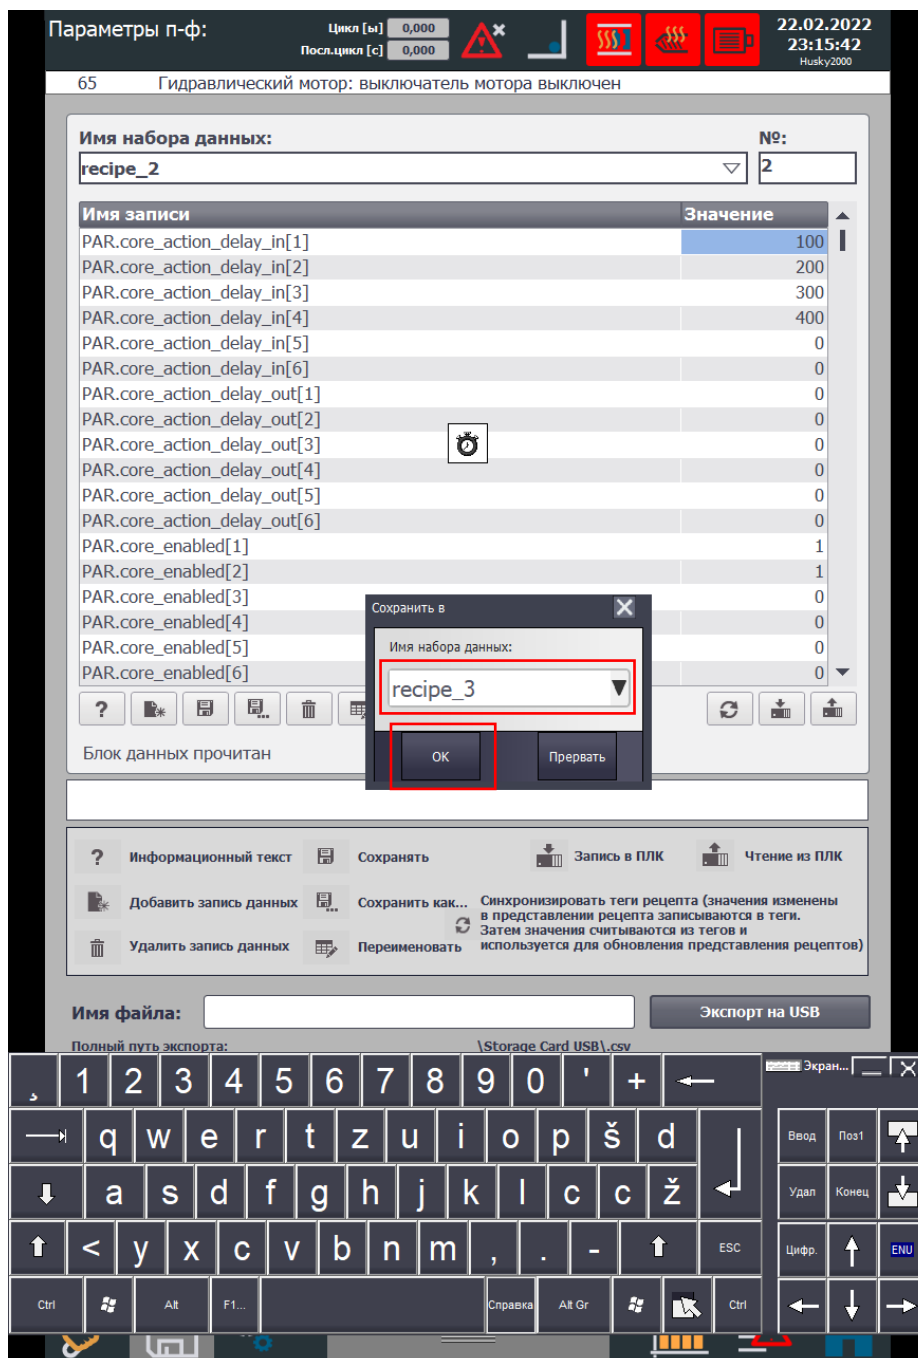 Параметры п-ф:
Цикл [ы] 0,000
Посл.цикл [с] 0,000
22.02.2022
23:15:42
Husky2000
65 Гидравлический мотор: выключатель мотора выключен
Имя набора данных: №:
recipe_2 2
Имя записи Значение
PAR.core_action_delay_in[1] 100
PAR.core_action_delay_in[2] 200
PAR.core_action_delay_in[3] 300
PAR.core_action_delay_in[4] 400
PAR.core_action_delay_in[5] 0
PAR.core_action_delay_in[6] 0
PAR.core_action_delay_out[1] 0
PAR.core_action_delay_out[2] 0
PAR.core_action_delay_out[3] 0
PAR.core_action_delay_out[4] 0
PAR.core_action_delay_out[5] 0
PAR.core_action_delay_out[6] 0
PAR.core_enabled[1] 1
PAR.core_enabled[2] 1
PAR.core_enabled[3] 0
PAR.core_enabled[4] 0
PAR.core_enabled[5] 0
PAR.core_enabled[6] 0
Сохранить в
Имя набора данных:
recipe_3
ОК Прервать
?
Блок данных прочитан
? Информационный текст Сохранять Запись в ПЛК Чтение из ПЛК
Добавить запись данных Сохранить как...
Удалить запись данных Переименовать
Синхронизировать теги рецепта (значения изменены
в представлении рецепта записываются в теги.
Затем значения считываются из тегов и
используется для обновления представления рецептов)
Имя файла: Экспорт на USB
Полный путь экспорта: \Storage Card USB\.csv
Экран...
¸ 1 2 3 4 5 6 7 8 9 0 ' +
q w e r t z u i o p š d Ввод Поз1
a s d f g h j k l c c ž Удал Конец
< y x c v b n m , . - ESC Цифр. ENU
Ctrl Alt F1... Справка Alt Gr Ctrl